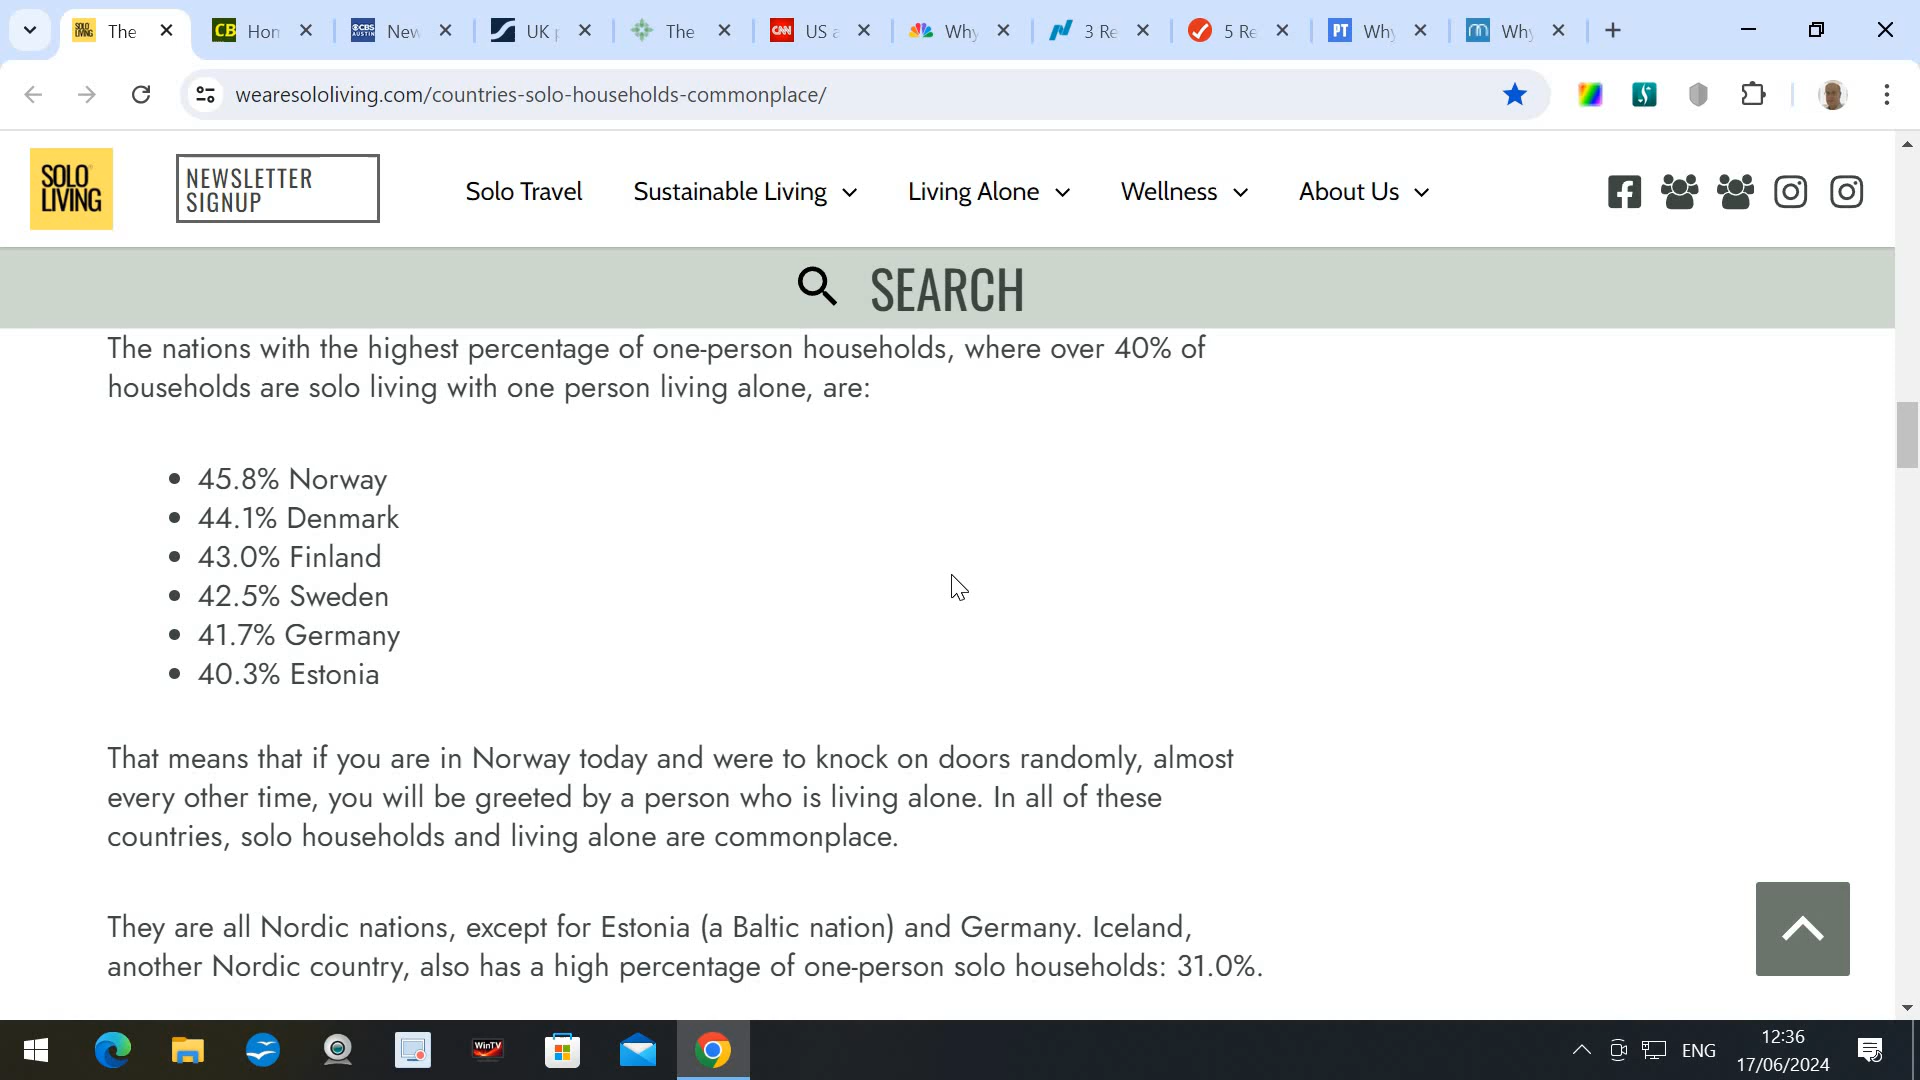 The
Hon
New
UK p
The
US a
Why
3 Re
5 Re
PT
Why
Why
wearesololiving.com/countries-solo-households-commonplace/
SOLO
LIVING
NEWSLETTER
SIGNUP
Solo Travel
Sustainable Living
Living Alone
Wellness
About Us
SEARCH
The nations with the highest percentage of one-person households, where over 40% of
households are solo living with one person living alone, are:
45.8% Norway
44.1% Denmark
43.0% Finland
42.5% Sweden
41.7% Germany
40.3% Estonia
That means that if you are in Norway today and were to knock on doors randomly, almost
every other time, you will be greeted by a person who is living alone. In all of these
countries, solo households and living alone are commonplace.
They are all Nordic nations, except for Estonia (a Baltic nation) and Germany. Iceland,
another Nordic country, also has a high percentage of one-person solo households: 31.0%.
WinTV
ENG
12:36
17/06/2024